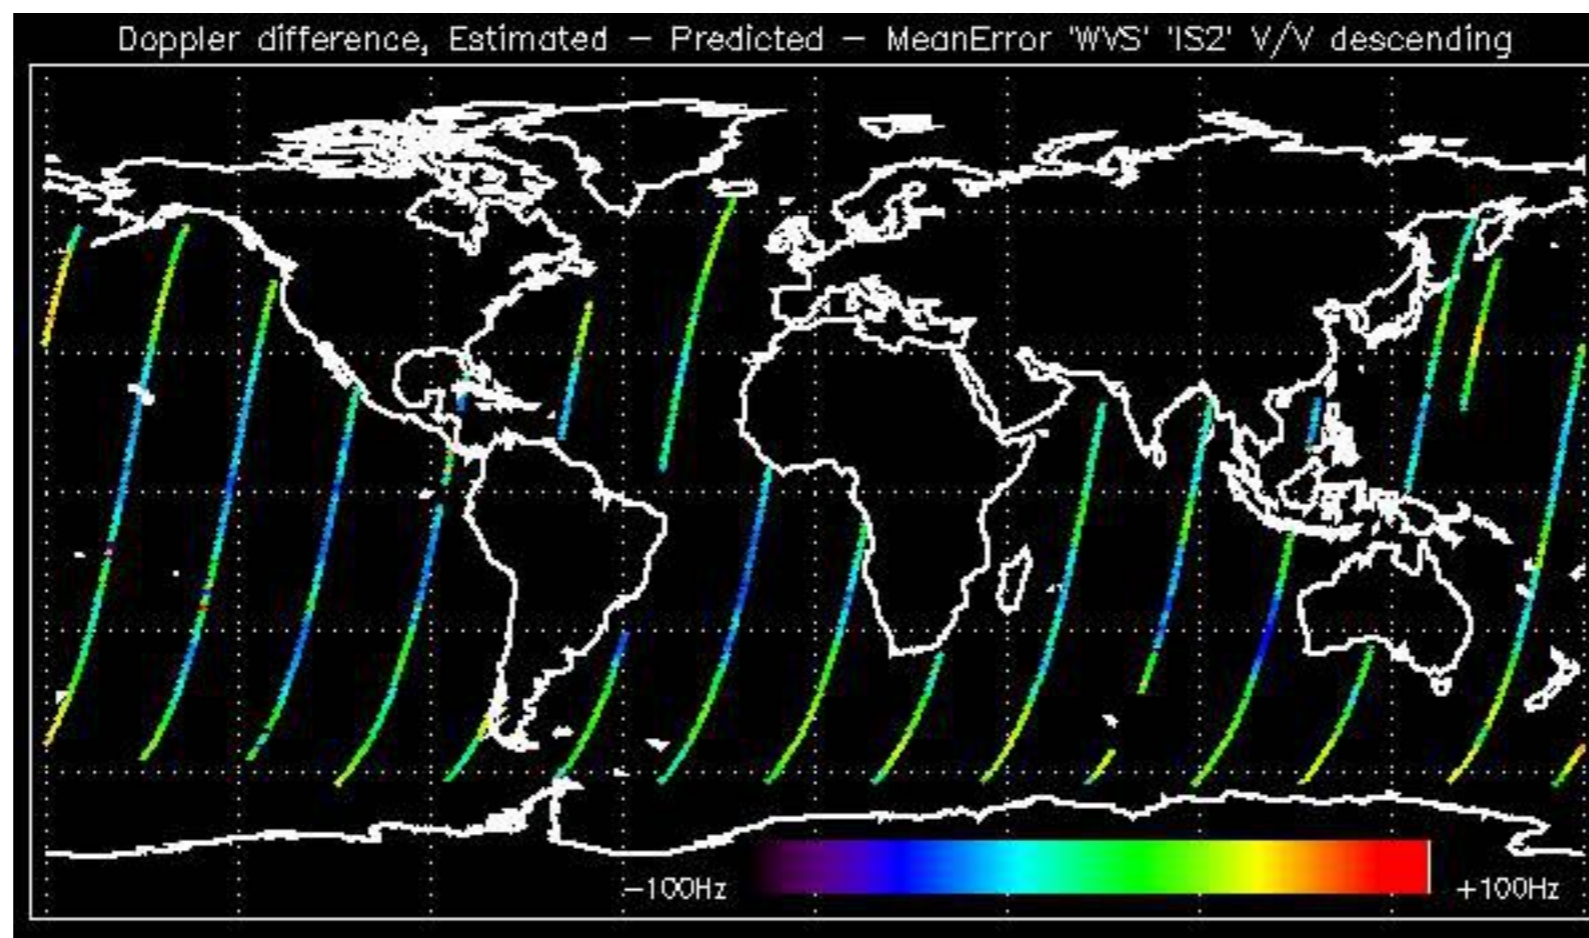 Doppler difference, Estimated – Predicted – MeanError 'WVS' 'IS2' V/V descending
–100Hz
+100Hz